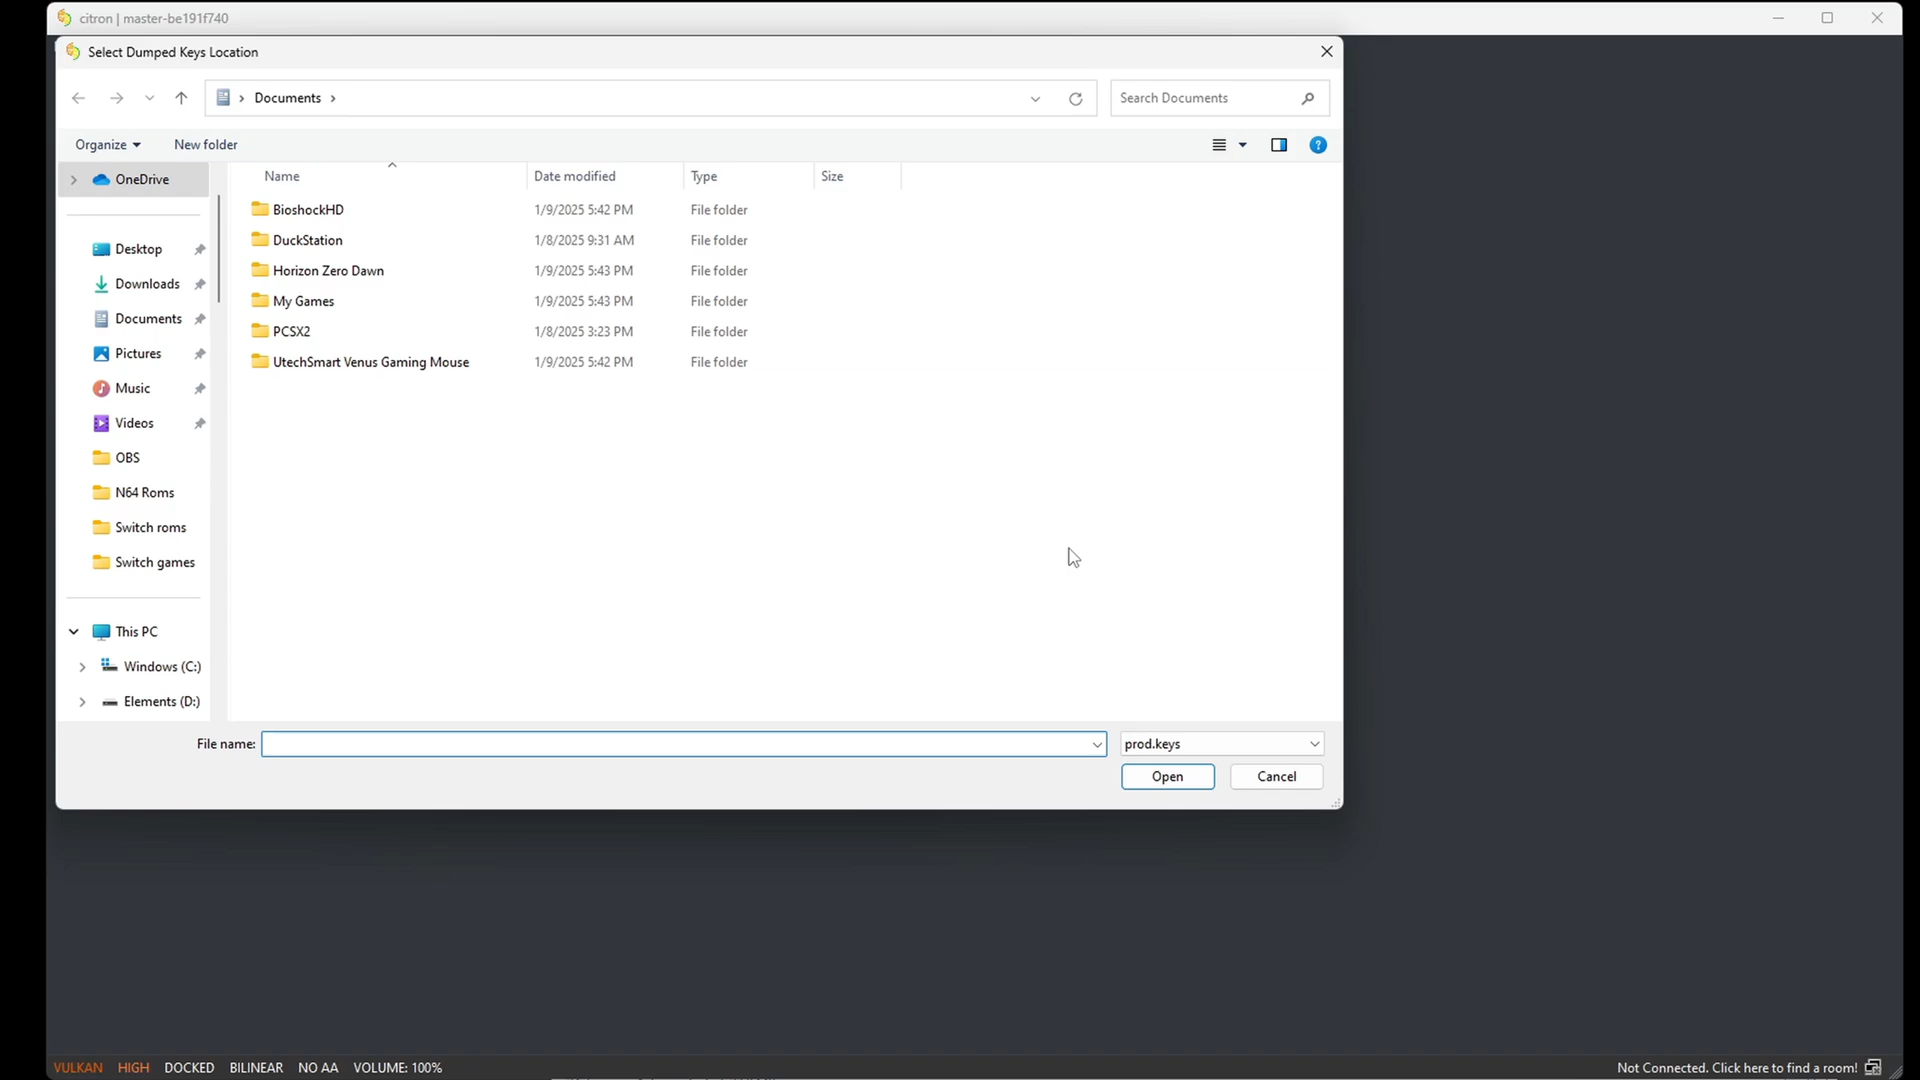 citron | master-be191f740
Select Dumped Keys Location
Documents
Search Documents
Organize
New folder
Name
Date modified
Type
Size
OneDrive
Desktop
Downloads
Documents
Pictures
Music
Videos
OBS
N64 Roms
Switch roms
Switch games
This PC
Windows (C:)
Elements (D:)
BioshockHD 1/9/2025 5:42 PM File folder
DuckStation 1/8/2025 9:31 AM File folder
Horizon Zero Dawn 1/9/2025 5:43 PM File folder
My Games 1/9/2025 5:43 PM File folder
PCSX2 1/8/2025 3:23 PM File folder
UtechSmart Venus Gaming Mouse 1/9/2025 5:42 PM File folder
File name:
prod.keys
Open
Cancel
VULKAN HIGH DOCKED BILINEAR NO AA VOLUME: 100%
Not Connected. Click here to find a room!